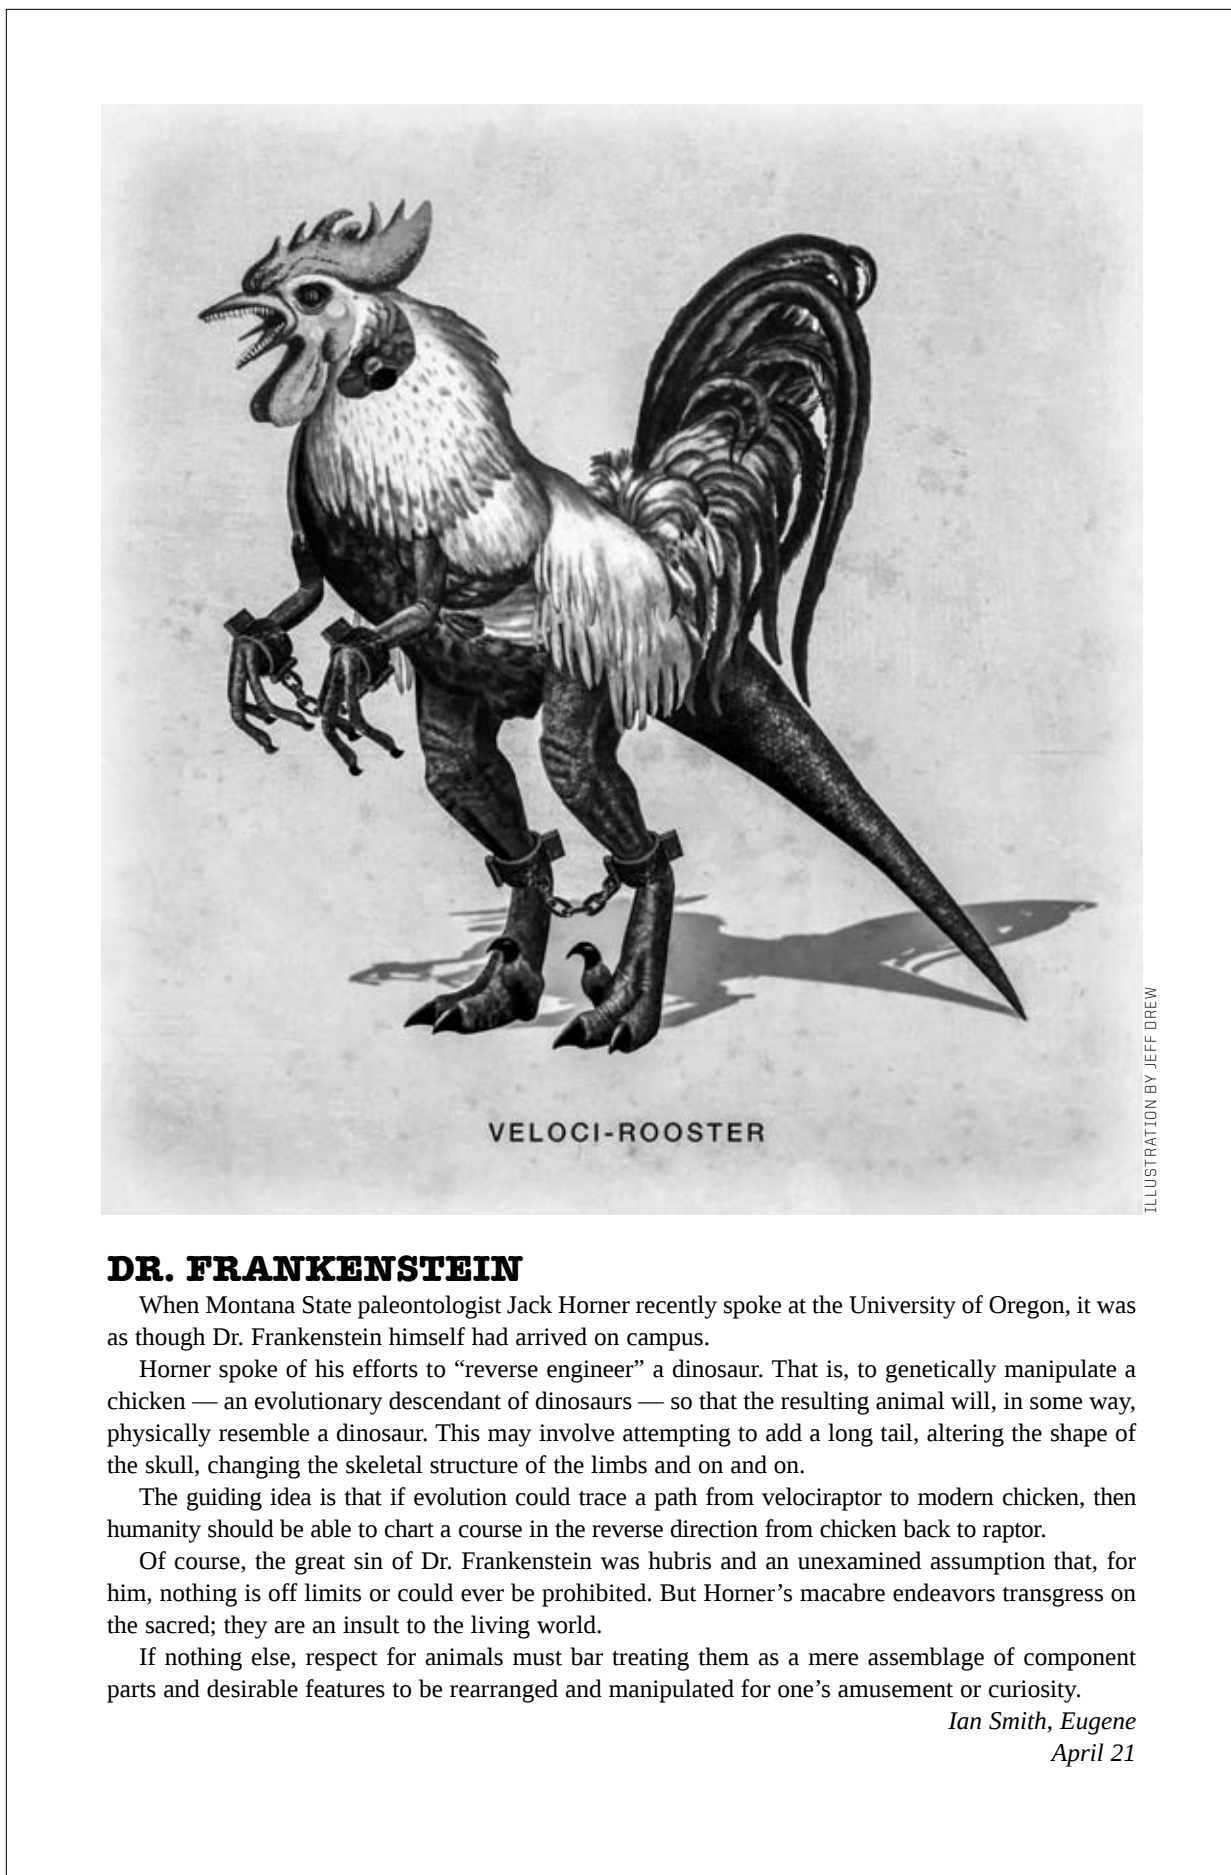 VELOCI-ROOSTER
ILLUSTRATION BY JEFF DREW
DR. FRANKENSTEIN
When Montana State paleontologist Jack Horner recently spoke at the University of Oregon, it was
as though Dr. Frankenstein himself had arrived on campus.
Horner spoke of his efforts to “reverse engineer” a dinosaur. That is, to genetically manipulate a
chicken — an evolutionary descendant of dinosaurs — so that the resulting animal will, in some way,
physically resemble a dinosaur. This may involve attempting to add a long tail, altering the shape of
the skull, changing the skeletal structure of the limbs and on and on.
The guiding idea is that if evolution could trace a path from velociraptor to modern chicken, then
humanity should be able to chart a course in the reverse direction from chicken back to raptor.
Of course, the great sin of Dr. Frankenstein was hubris and an unexamined assumption that, for
him, nothing is off limits or could ever be prohibited. But Horner’s macabre endeavors transgress on
the sacred; they are an insult to the living world.
If nothing else, respect for animals must bar treating them as a mere assemblage of component
parts and desirable features to be rearranged and manipulated for one’s amusement or curiosity.
Ian Smith, Eugene
April 21